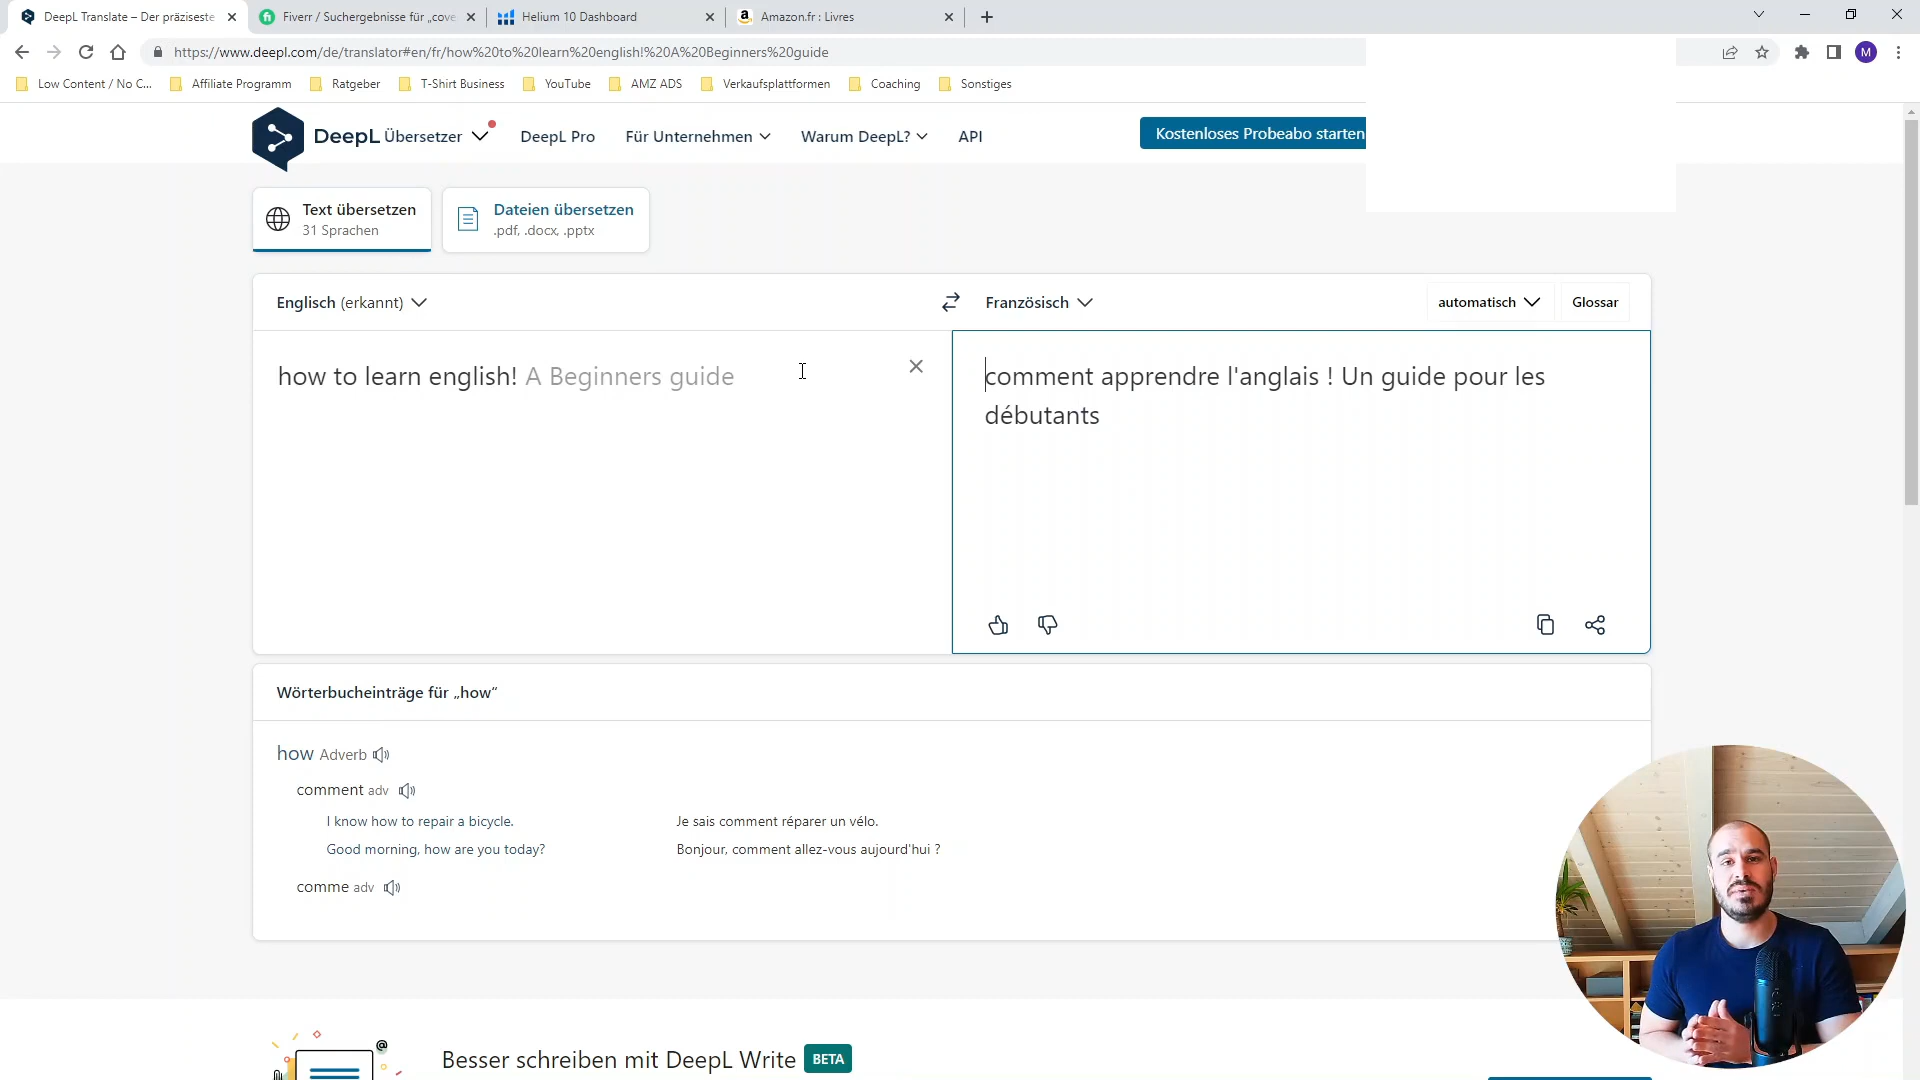 DeepL Translate – Der präziseste
Fiverr / Suchergebnisse für „cove
Helium 10 Dashboard
Amazon.fr : Livres
https://www.deepl.com/de/translator#en/fr/how%20to%20learn%20english!%20A%20Beginners%20guide
M
Low Content / No C...
Affiliate Programm
Ratgeber
T-Shirt Business
YouTube
AMZ ADS
Verkaufsplattformen
Coaching
Sonstiges
DeepL Übersetzer
DeepL Pro
Für Unternehmen
Warum DeepL?
API
Kostenloses Probeabo starten
Text übersetzen
31 Sprachen
Dateien übersetzen
.pdf, .docx, .pptx
Englisch (erkannt)
Französisch
automatisch
Glossar
how to learn english! A Beginners guide
comment apprendre l'anglais ! Un guide pour les
débutants
Wörterbucheinträge für „how“
how Adverb
comment adv
I know how to repair a bicycle.
Je sais comment réparer un vélo.
Good morning, how are you today?
Bonjour, comment allez-vous aujourd'hui ?
comme adv
@
Besser schreiben mit DeepL Write BETA